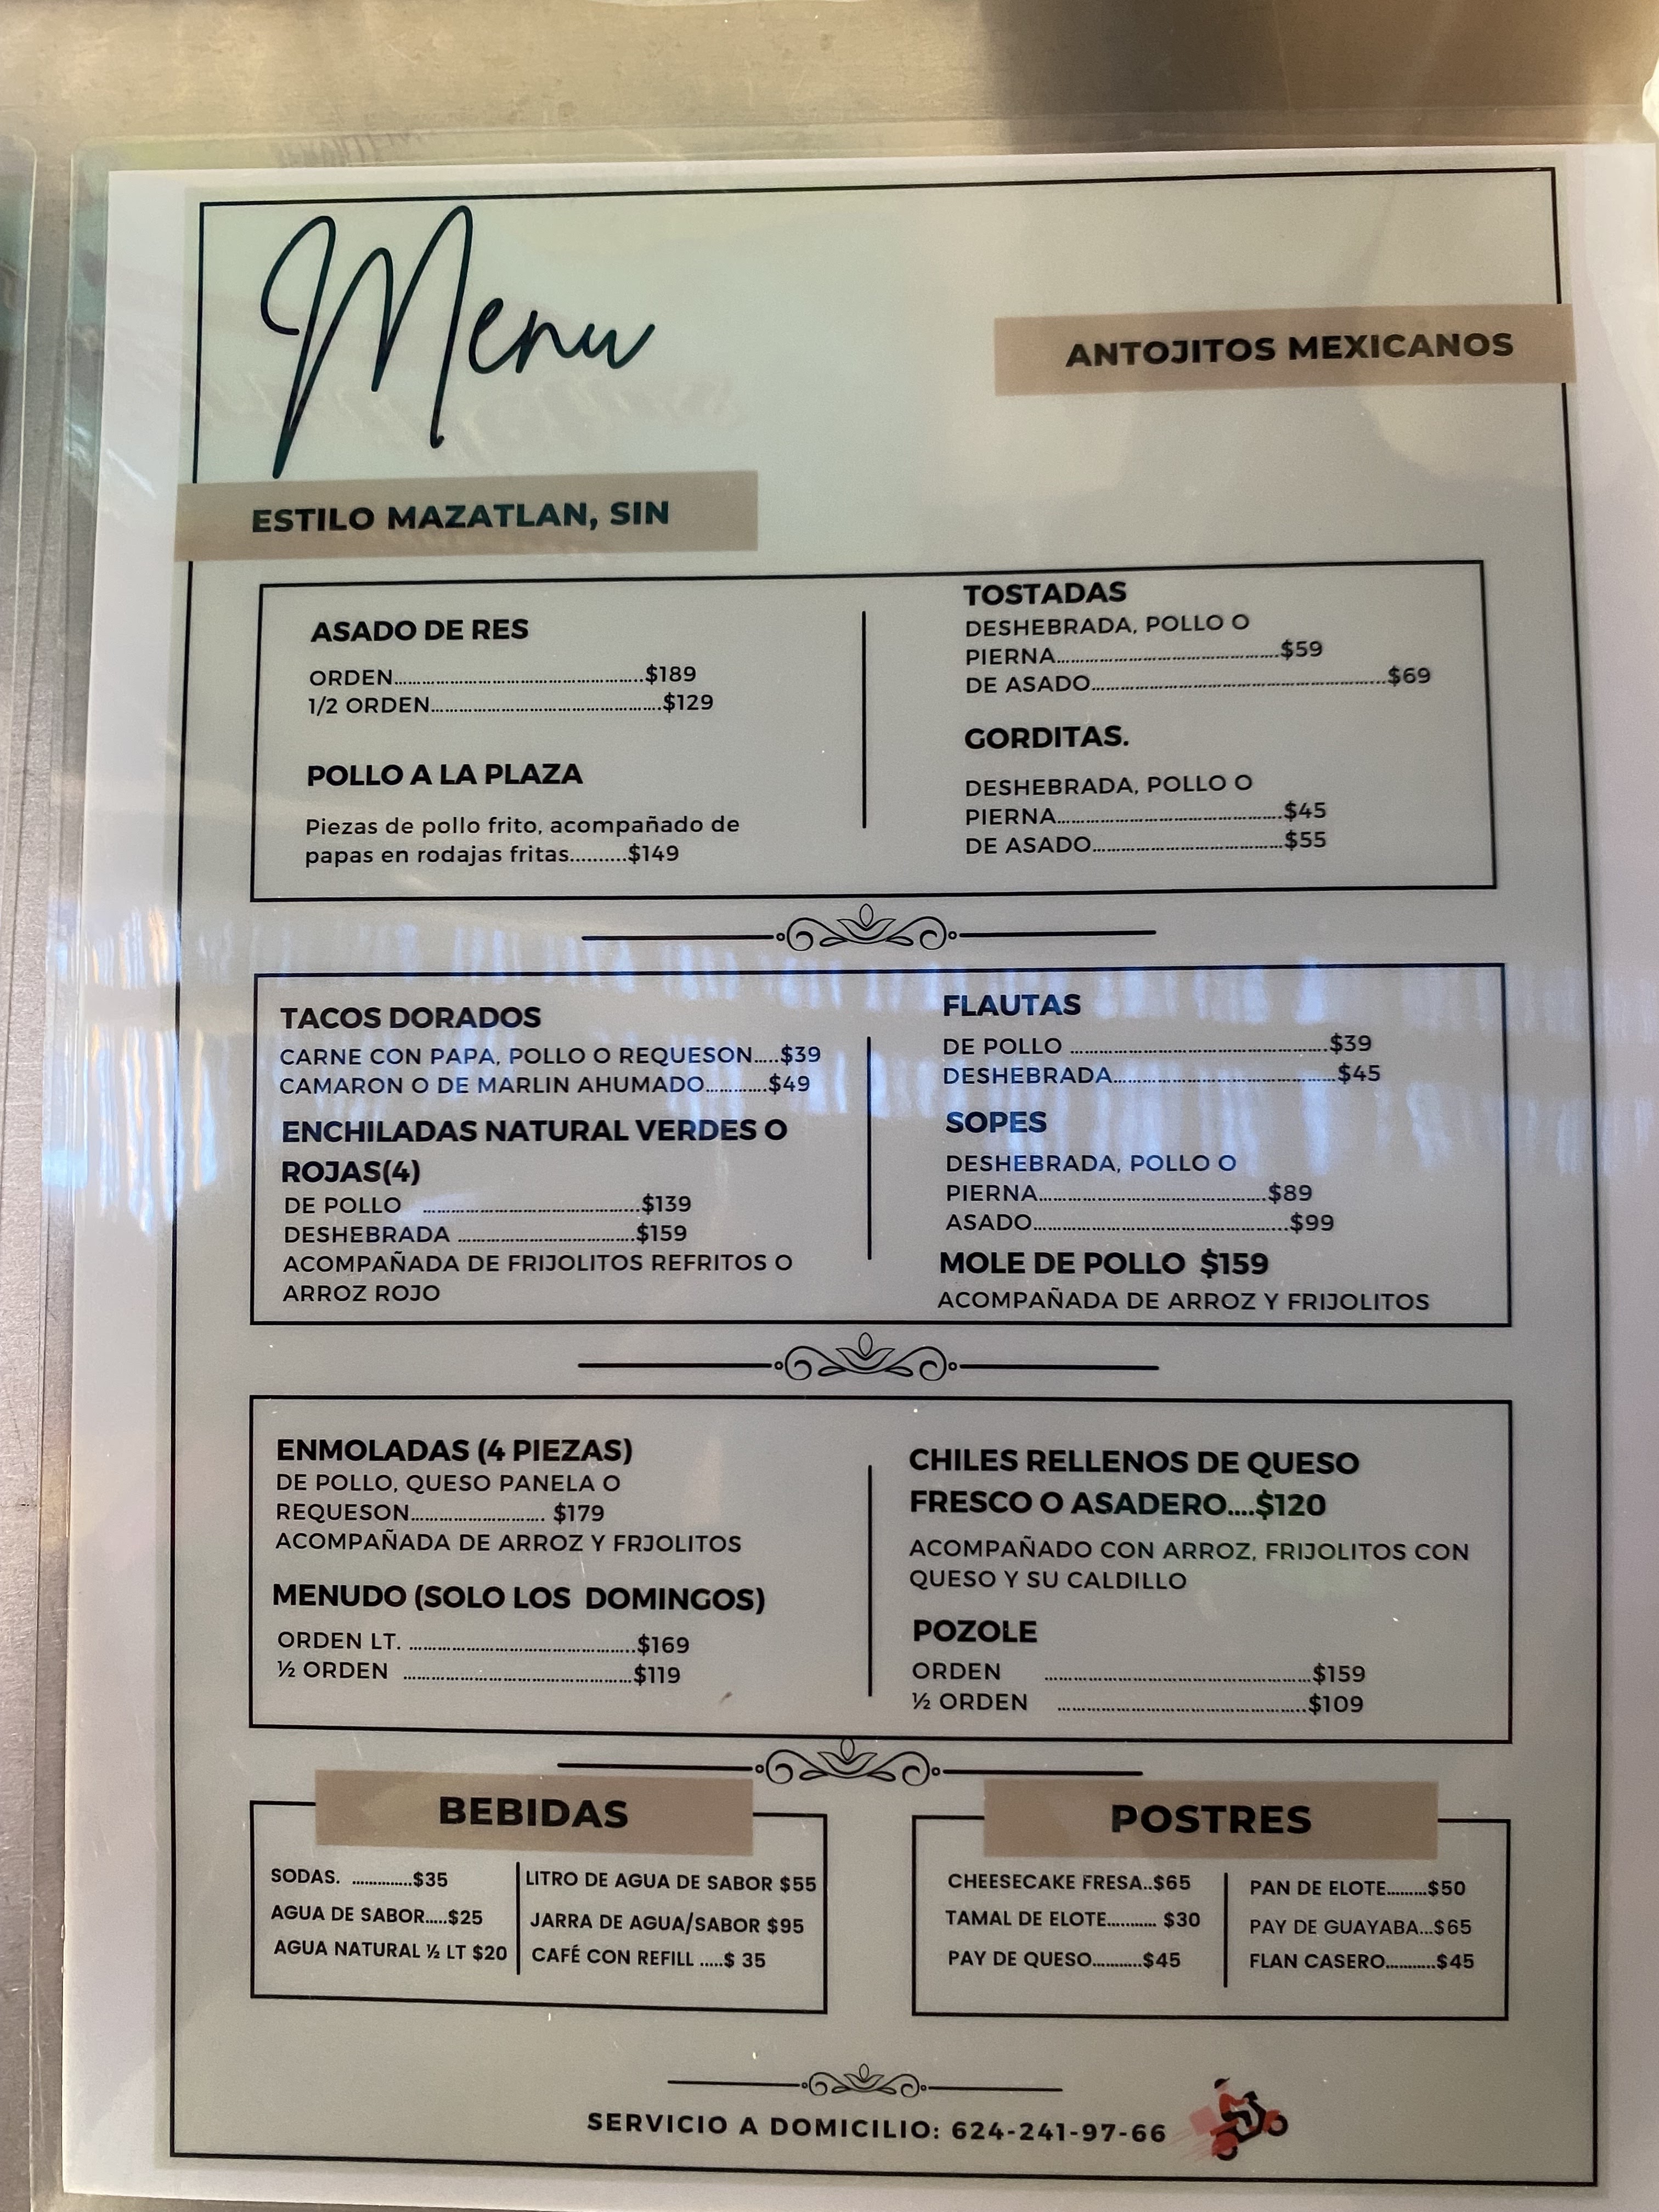 Menu
ANTOJITOS MEXICANOS
ESTILO MAZATLAN, SIN
ASADO DE RES
ORDEN.......................................................$189
1/2 ORDEN..................................................$129
POLLO A LA PLAZA
Piezas de pollo frito, acompañado de
papas en rodajas fritas..........$149
TOSTADAS
DESHEBRADA, POLLO O
PIERNA.................................................$59
DE ASADO.................................................................$69
GORDITAS.
DESHEBRADA, POLLO O
PIERNA..................................................$45
DE ASADO..........................................$55
TACOS DORADOS
CARNE CON PAPA, POLLO O REQUESON.....$39
CAMARON O DE MARLIN AHUMADO.............$49
ENCHILADAS NATURAL VERDES O
ROJAS(4)
DE POLLO ................................................$139
DESHEBRADA .......................................$159
ACOMPAÑADA DE FRIJOLITOS REFRITOS O
ARROZ ROJO
FLAUTAS
DE POLLO .........................................................$39
DESHEBRADA.................................................$45
SOPES
DESHEBRADA, POLLO O
PIERNA..................................................$89
ASADO........................................................$99
MOLE DE POLLO $159
ACOMPAÑADA DE ARROZ Y FRIJOLITOS
ENMOLADAS (4 PIEZAS)
DE POLLO, QUESO PANELA O
REQUESON.............................. $179
ACOMPAÑADA DE ARROZ Y FRJOLITOS
MENUDO (SOLO LOS DOMINGOS)
ORDEN LT. ..................................................$169
½ ORDEN ...................................................$119
CHILES RELLENOS DE QUESO
FRESCO O ASADERO....$120
ACOMPAÑADO CON ARROZ, FRIJOLITOS CON
QUESO Y SU CALDILLO
POZOLE
ORDEN ...........................................................$159
½ ORDEN .......................................................$109
BEBIDAS
SODAS. ..............$35
AGUA DE SABOR.....$25
AGUA NATURAL ½ LT $20
LITRO DE AGUA DE SABOR $55
JARRA DE AGUA/SABOR $95
CAFÉ CON REFILL .....$ 35
POSTRES
CHEESECAKE FRESA..$65
TAMAL DE ELOTE........... $30
PAY DE QUESO...........$45
PAN DE ELOTE.........$50
PAY DE GUAYABA...$65
FLAN CASERO...........$45
SERVICIO A DOMICILIO: 624-241-97-66